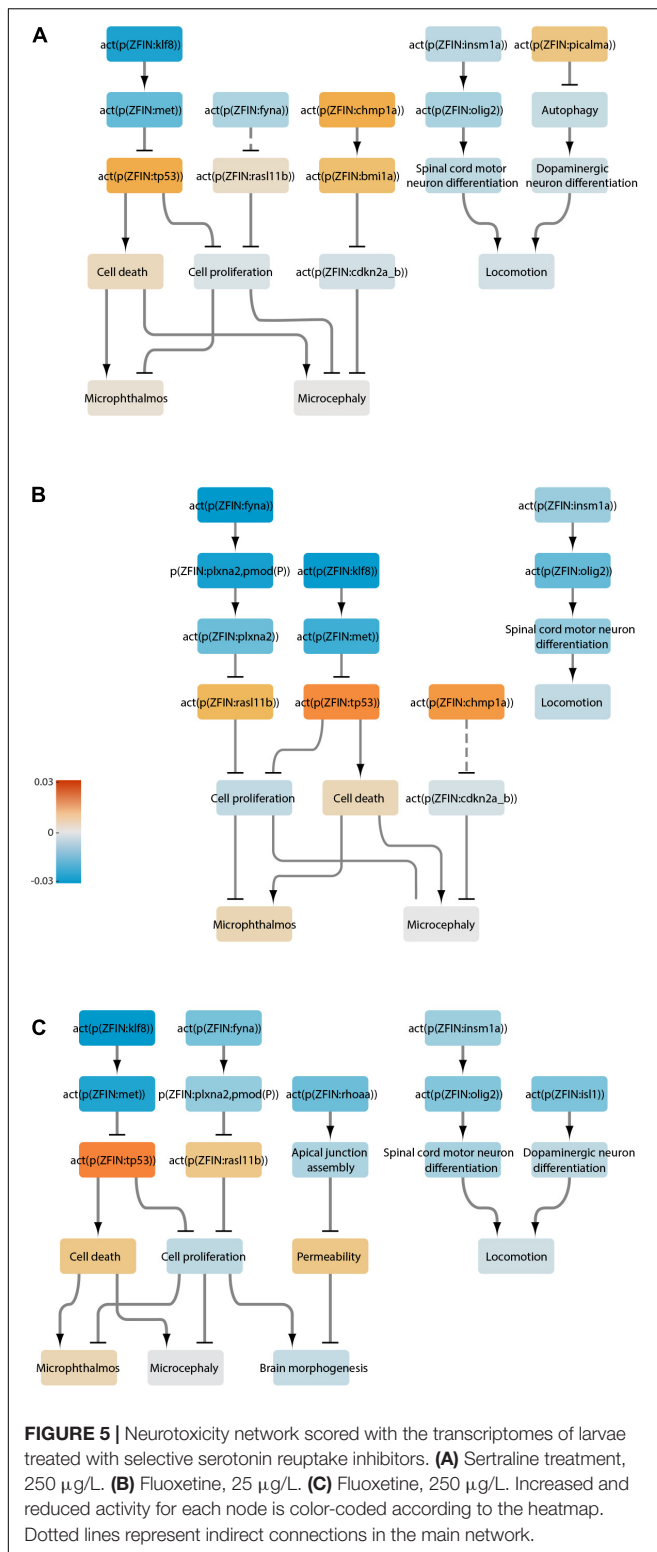 A
act(p(ZFIN:klf8))
act(p(ZFIN:insm1a))
act(p(ZFIN:picalma))
act(p(ZFIN:met))
act(p(ZFIN:fyna))
act(p(ZFIN:chmp1a))
act(p(ZFIN:olig2))
Autophagy
act(p(ZFIN:tp53))
act(p(ZFIN:rasl11b))
act(p(ZFIN:bmi1a))
Spinal cord motor
neuron differentiation
Dopaminergic
neuron differentiation
Cell death
Cell proliferation
act(p(ZFIN:cdkn2a_b))
Locomotion
Microphthalmos
Microcephaly
B
act(p(ZFIN:fyna))
act(p(ZFIN:insm1a))
p(ZFIN:plxna2,pmod(P))
act(p(ZFIN:klf8))
act(p(ZFIN:olig2))
act(p(ZFIN:plxna2))
act(p(ZFIN:met))
Spinal cord motor neuron
differentiation
act(p(ZFIN:rasl11b))
act(p(ZFIN:tp53))
act(p(ZFIN:chmp1a))
Locomotion
0.03
0
-0.03
Cell proliferation
Cell death
act(p(ZFIN:cdkn2a_b))
Microphthalmos
Microcephaly
C
act(p(ZFIN:klf8))
act(p(ZFIN:fyna))
act(p(ZFIN:insm1a))
act(p(ZFIN:met))
p(ZFIN:plxna2,pmod(P))
act(p(ZFIN:rhoaa))
act(p(ZFIN:olig2))
act(p(ZFIN:isl1))
act(p(ZFIN:tp53))
act(p(ZFIN:rasl11b))
Apical junction
assembly
Spinal cord motor neuron
differentiation
Dopaminergic neuron
differentiation
Cell death
Cell proliferation
Permeability
Locomotion
Microphthalmos
Microcephaly
Brain morphogenesis
FIGURE 5 | Neurotoxicity network scored with the transcriptomes of larvae
treated with selective serotonin reuptake inhibitors. (A) Sertraline treatment,
250 μg/L. (B) Fluoxetine, 25 μg/L. (C) Fluoxetine, 250 μg/L. Increased and
reduced activity for each node is color-coded according to the heatmap.
Dotted lines represent indirect connections in the main network.